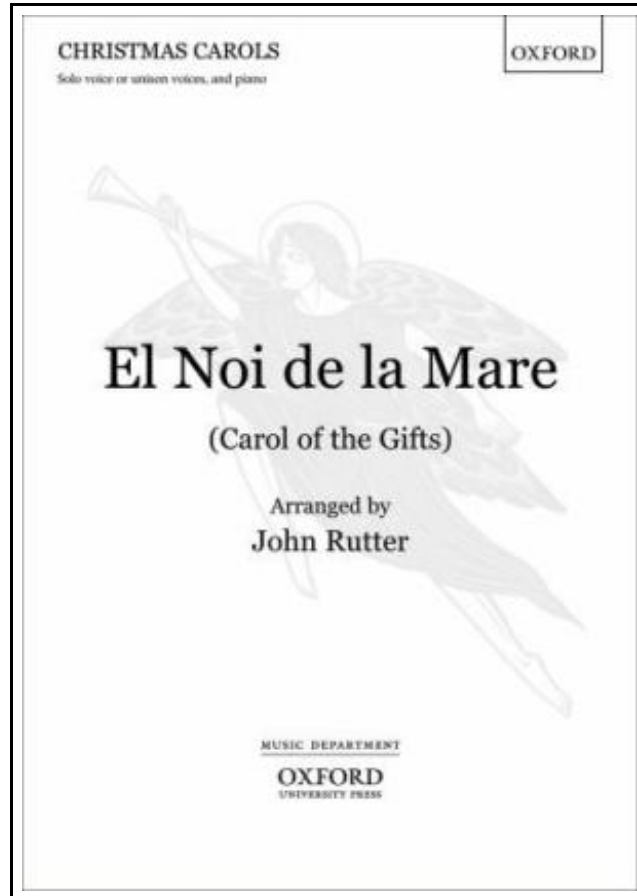 CHRISTMAS CAROLS
OXFORD
Solo voice or unison voices, and piano
El Noi de la Mare
(Carol of the Gifts)
Arranged by
John Rutter
MUSIC DEPARTMENT
OXFORD
UNIVERSITY PRESS